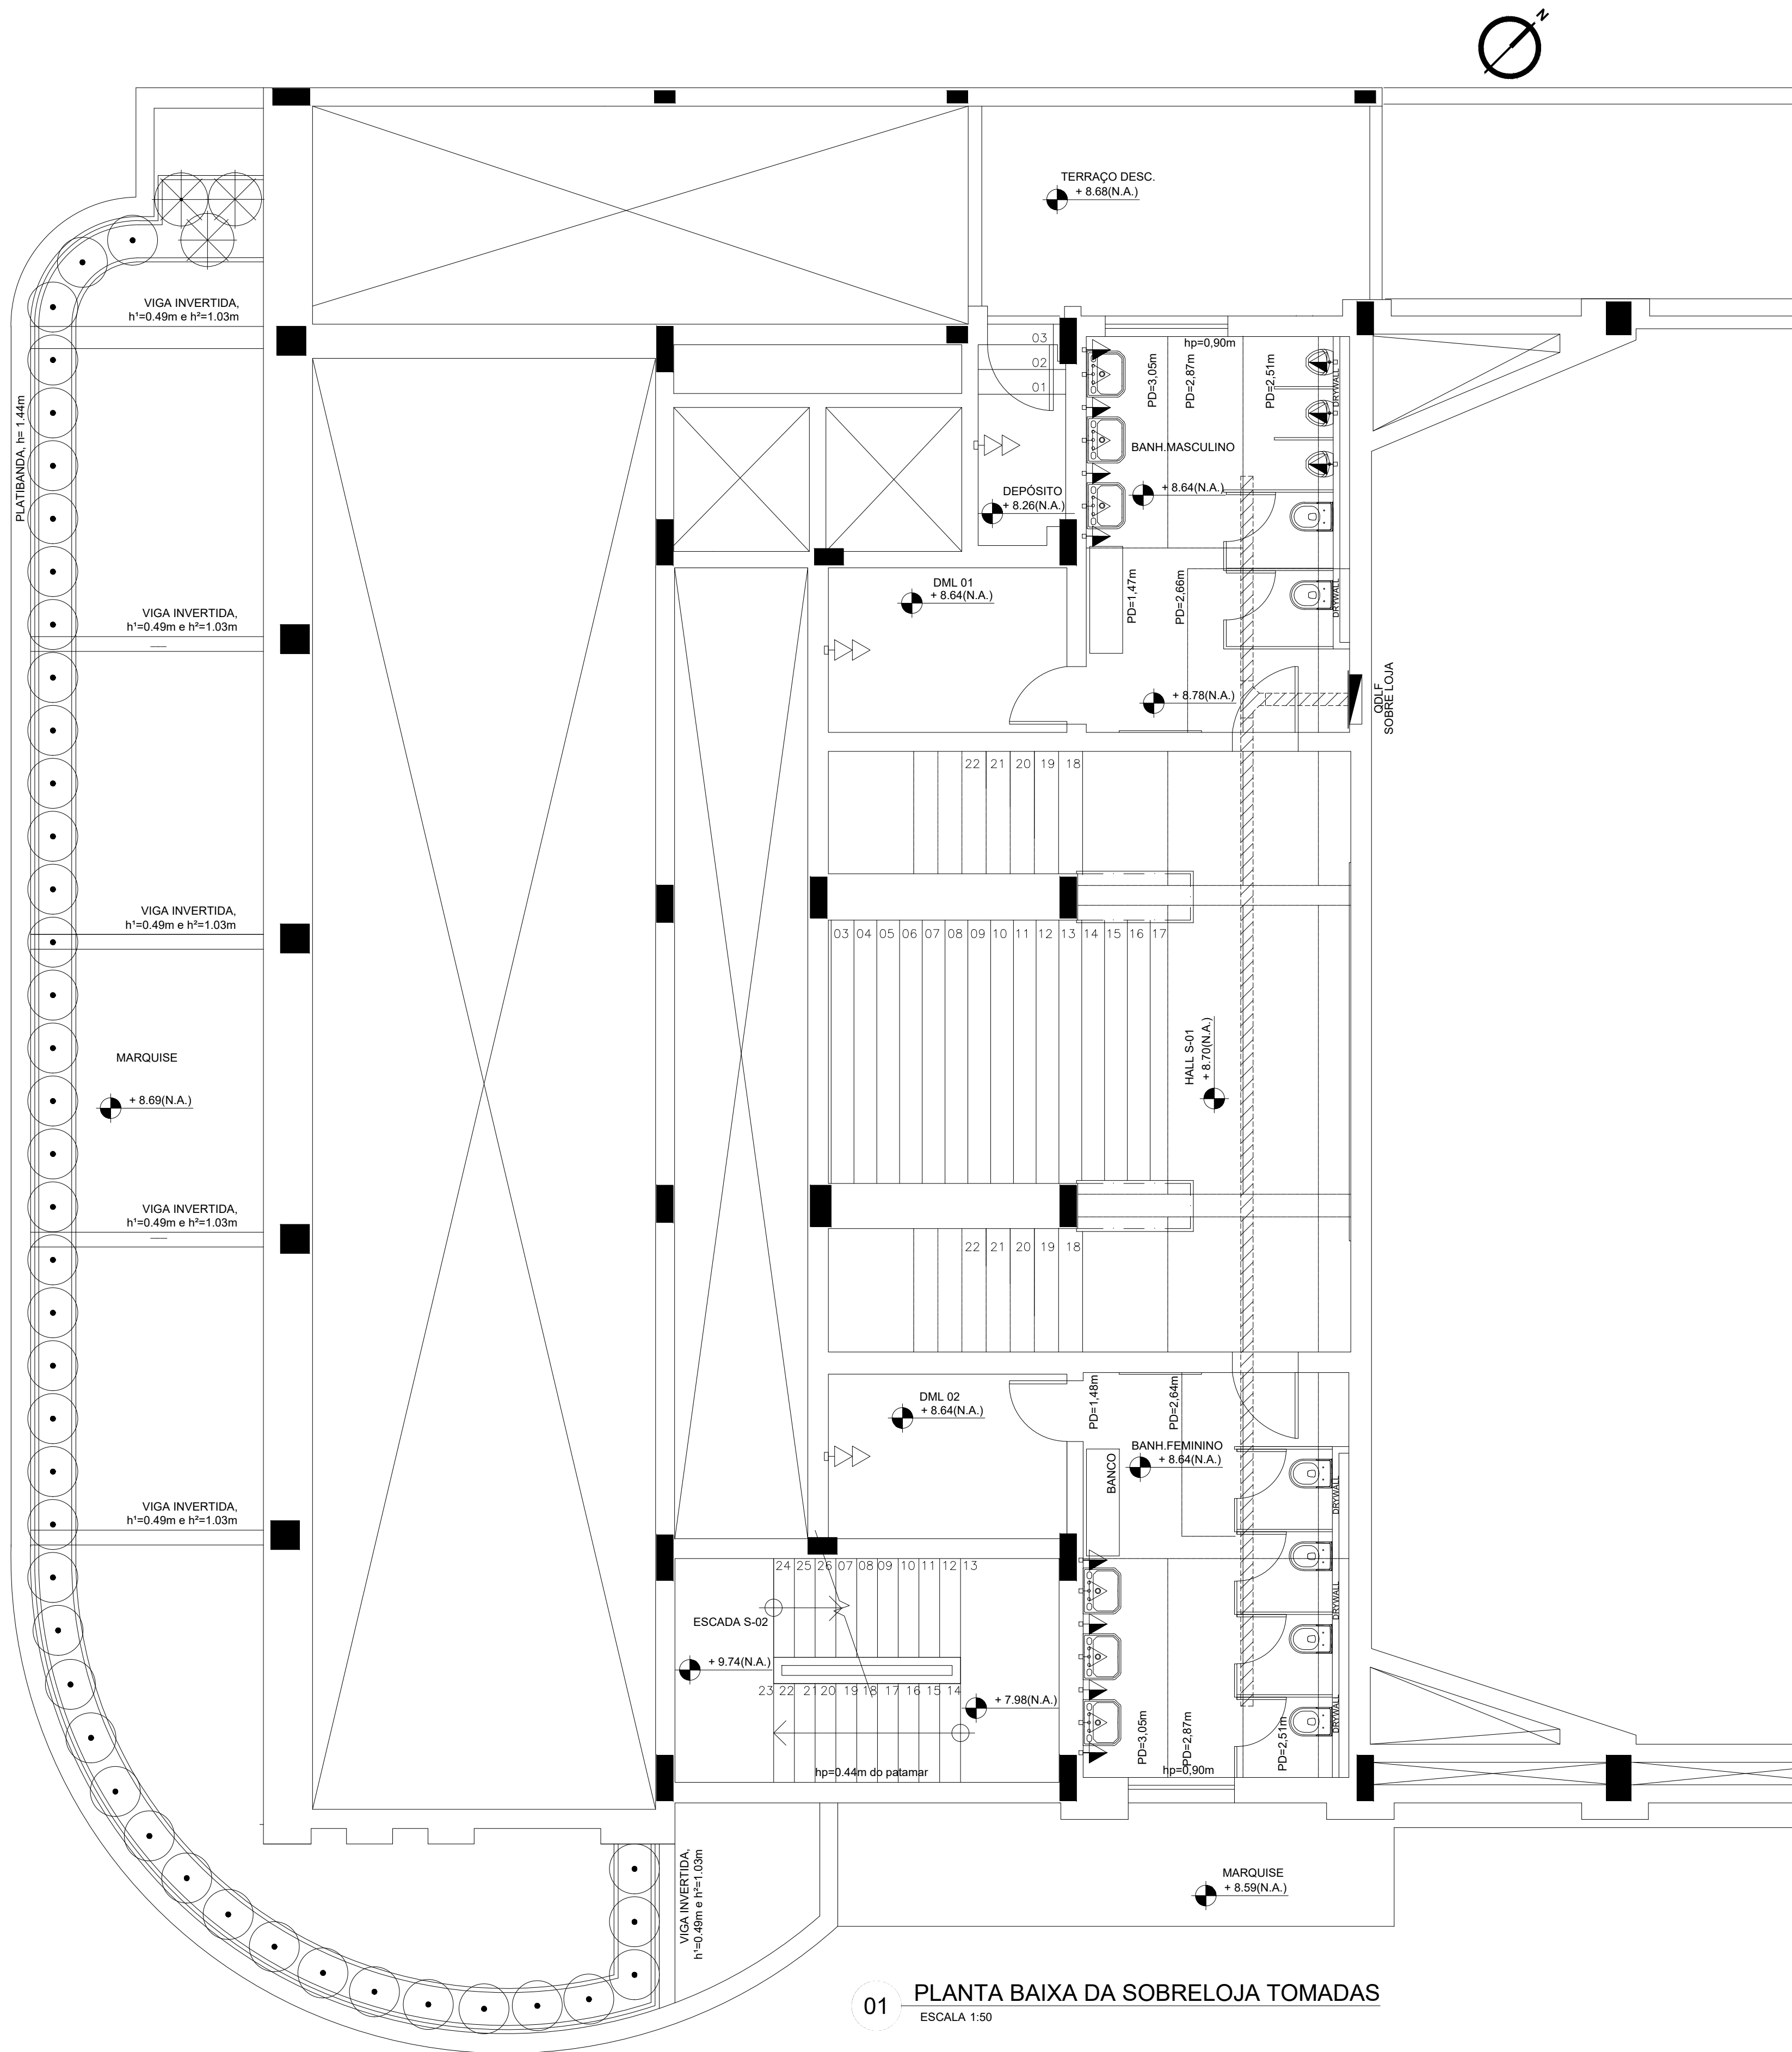 N
TERRAÇO DESC.
+ 8.68(N.A.)
VIGA INVERTIDA,
h¹=0.49m e h²=1.03m
PLATIBANDA, h= 1.44m
03
02
01
hp=0,90m
PD=3,05m
PD=2,87m
PD=2,51m
DRYWALL
BANH.MASCULINO
+ 8.64(N.A.)
DEPÓSITO
+ 8.26(N.A.)
DML 01
+ 8.64(N.A.)
PD=1,47m
PD=2,66m
DRYWALL
VIGA INVERTIDA,
h¹=0.49m e h²=1.03m
+ 8.78(N.A.)
QDLF
SOBRE LOJA
22 21 20 19 18
VIGA INVERTIDA,
h¹=0.49m e h²=1.03m
03 04 05 06 07 08 09 10 11 12 13 14 15 16 17
MARQUISE
+ 8.69(N.A.)
HALL S-01
+ 8.70(N.A.)
VIGA INVERTIDA,
h¹=0.49m e h²=1.03m
22 21 20 19 18
DML 02
+ 8.64(N.A.)
PD=1,48m
PD=2,64m
BANH.FEMININO
+ 8.64(N.A.)
BANCO
DRYWALL
VIGA INVERTIDA,
h¹=0.49m e h²=1.03m
24 25 26 07 08 09 10 11 12 13
DRYWALL
ESCADA S-02
+ 9.74(N.A.)
23 22 21 20 19 18 17 16 15 14
+ 7.98(N.A.)
PD=3,05m
PD=2,87m
PD=2,51m
DRYWALL
hp=0.44m do patamar
hp=0,90m
VIGA INVERTIDA,
h¹=0.49m e h²=1.03m
MARQUISE
+ 8.59(N.A.)
01
PLANTA BAIXA DA SOBRELOJA TOMADAS
ESCALA 1:50